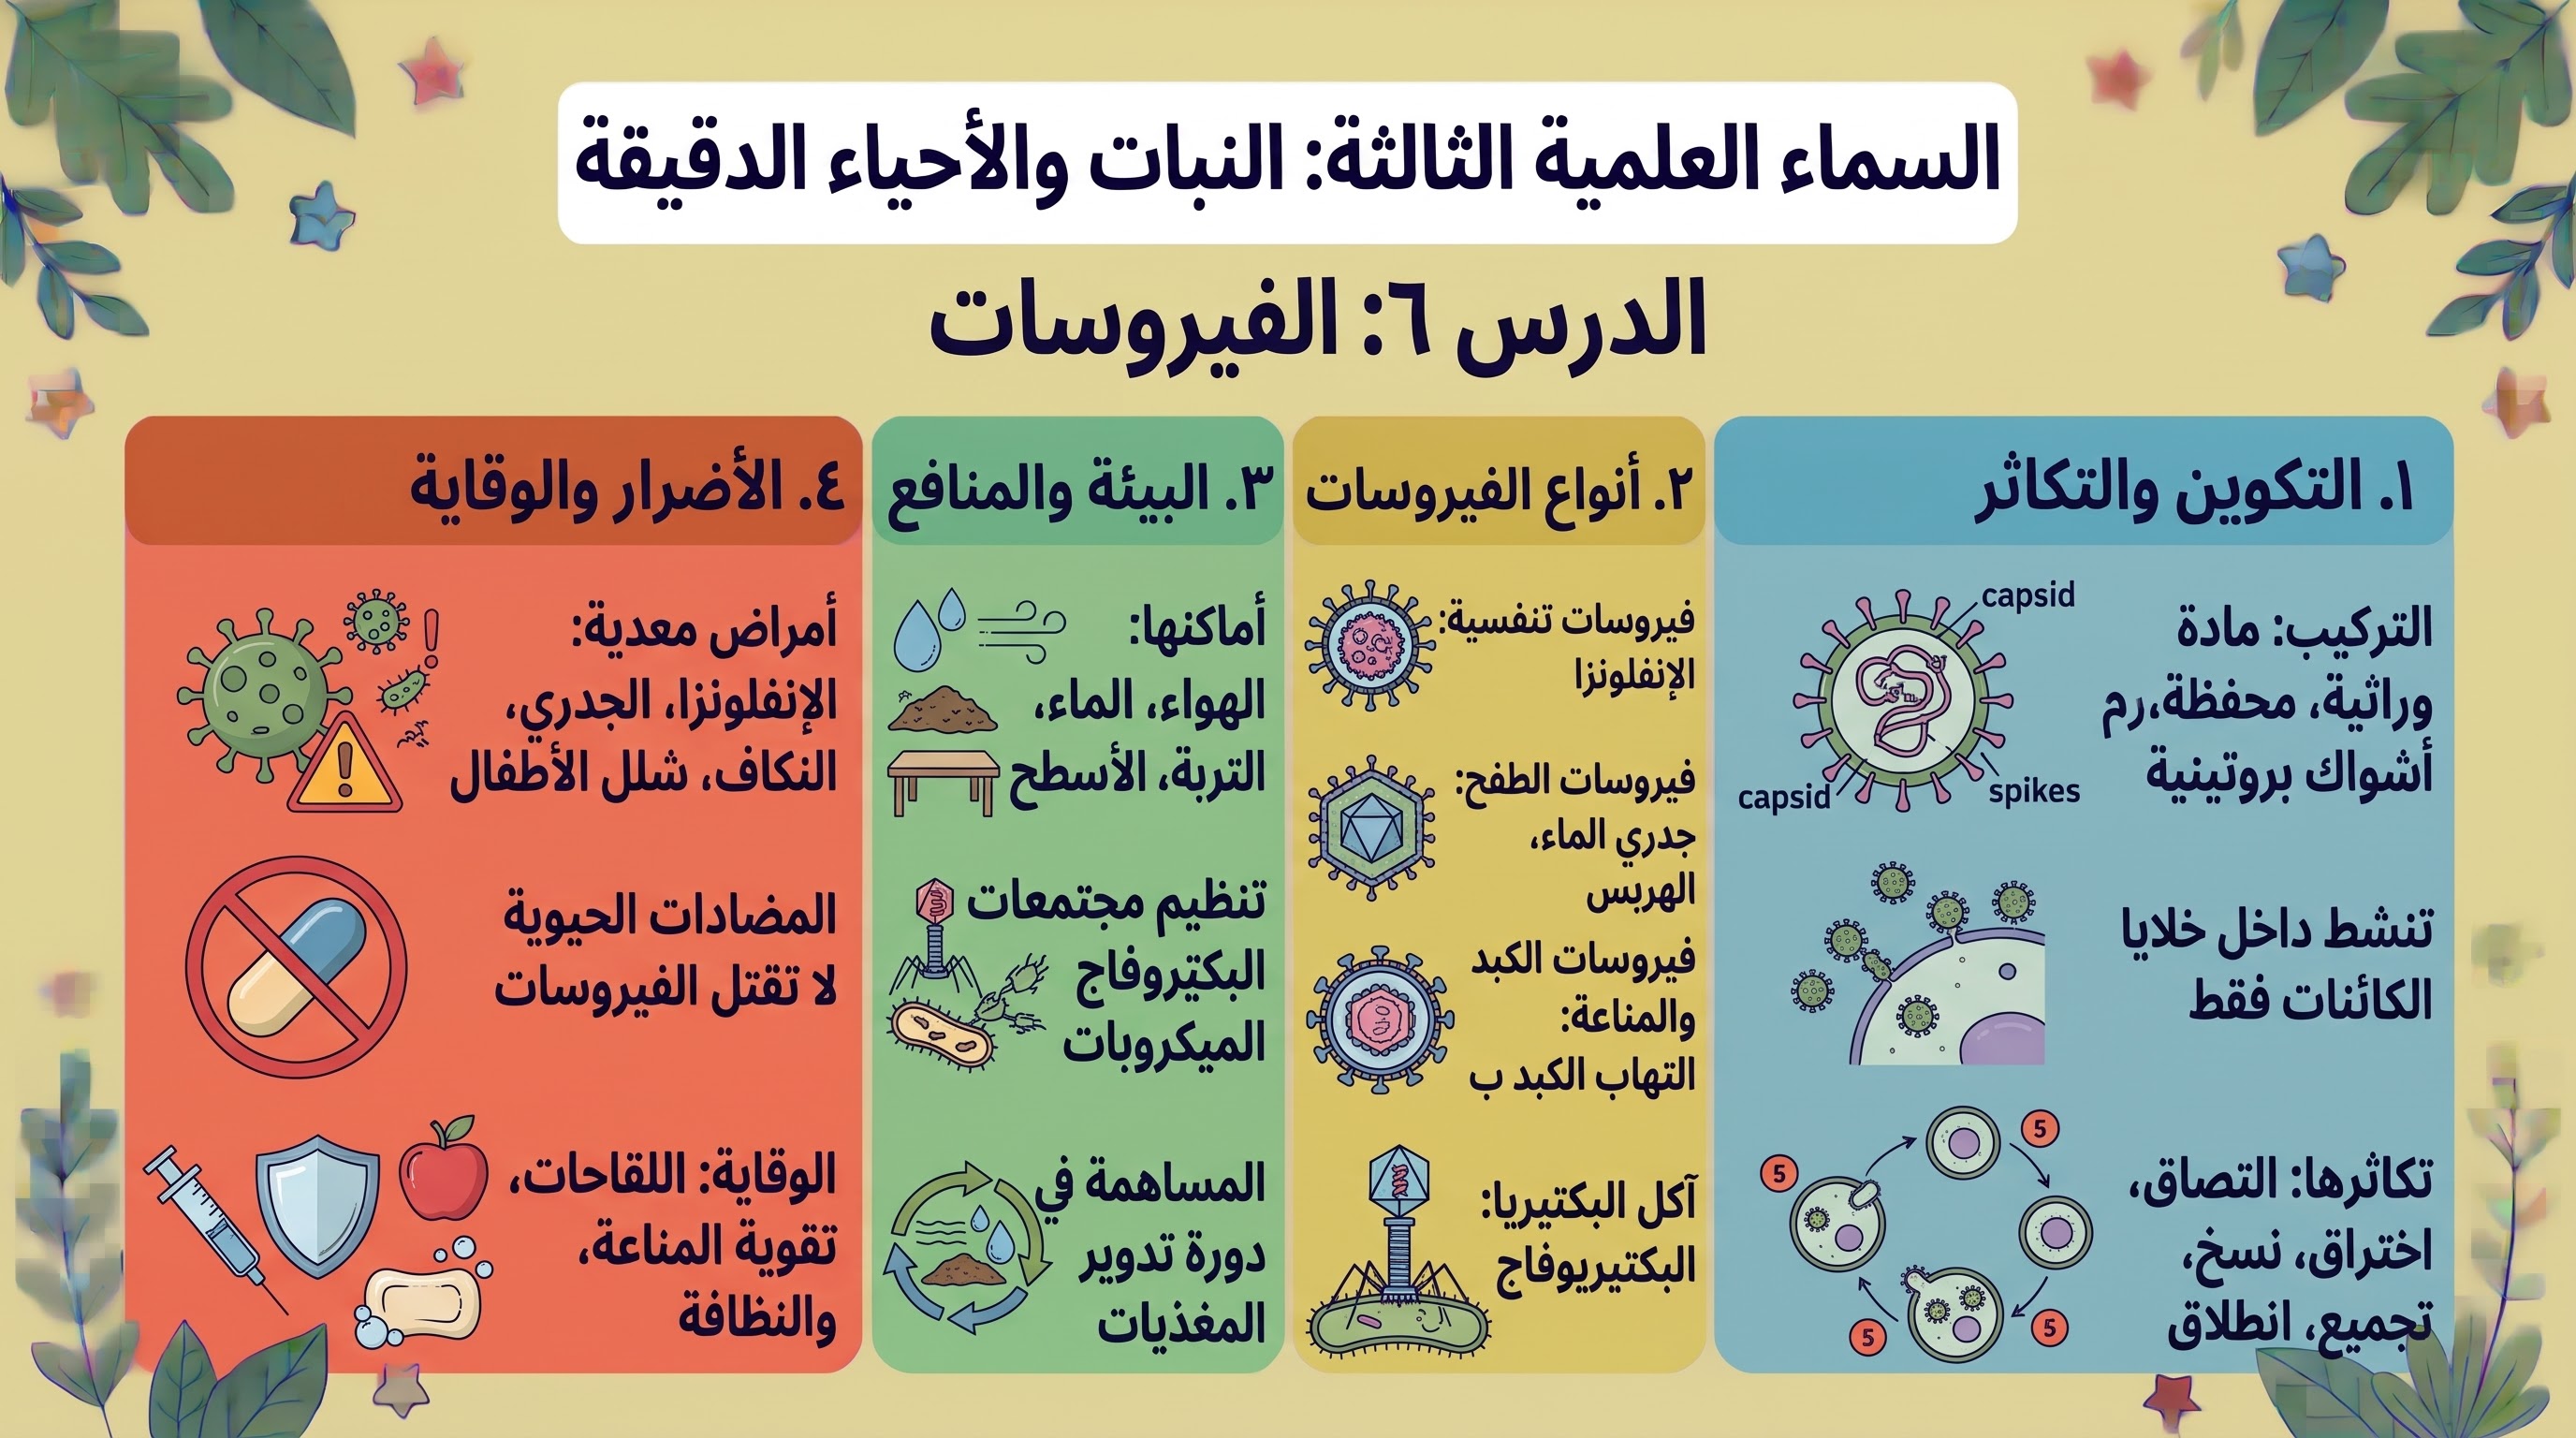 السماء العلمية الثالثة: النبات والأحياء الدقيقة
الدرس ٦: الفيروسات
١. التكوين والتكاثر
التركيب: مادة
وراثية، محفظة،رم
أشواك بروتينية
capsid
capsid
spikes
تنشط داخل خلايا
الكائنات فقط
تكاثرها: التصاق،
اختراق، نسخ،
تجميع، انطلاق
5
5
5
5
٢. أنواع الفيروسات
فيروسات تنفسية:
الإنفلونزا
فيروسات الطفح:
جدري الماء،
الهربس
فيروسات الكبد
والمناعة:
التهاب الكبد ب
آكل البكتيريا:
البكتيريوفاج
٣. البيئة والمنافع
أماكنها:
الهواء، الماء،
التربة، الأسطح
تنظيم مجتمعات
البكتيروفاج
الميكروبات
المساهمة في
دورة تدوير
المغذيات
٤. الأضرار والوقاية
أمراض معدية:
الإنفلونزا، الجدري،
النكاف، شلل الأطفال
المضادات الحيوية
لا تقتل الفيروسات
الوقاية: اللقاحات،
تقوية المناعة،
والنظافة